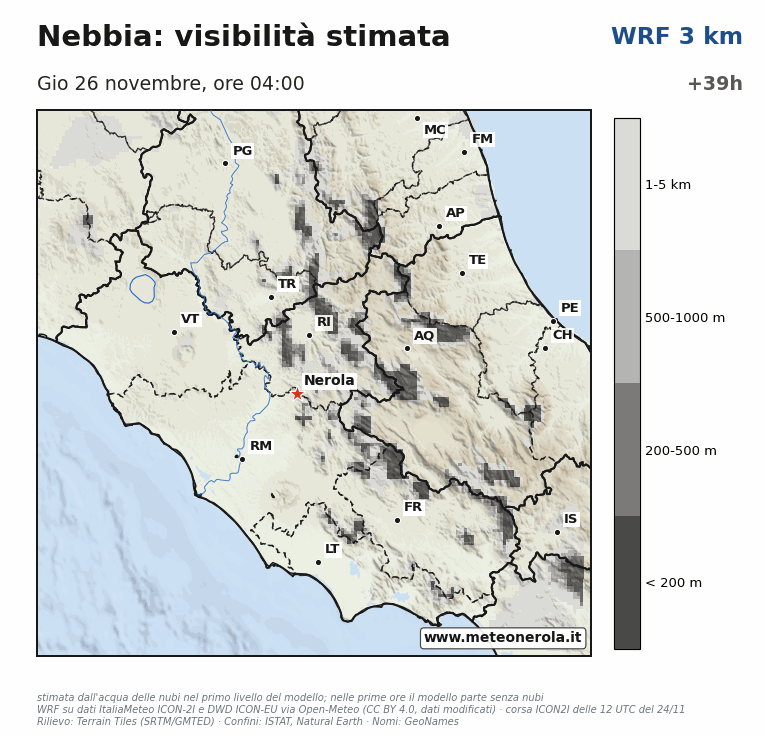 Nebbia: visibilità stimata
WRF 3 km
Gio 26 novembre, ore 04:00
+39h
MC
FM
PG
AP
TE
TR
PE
VT
RI
AQ
CH
Nerola
RM
FR
IS
LT
www.meteonerola.it
1-5 km
500-1000 m
200-500 m
< 200 m
stimata dall'acqua delle nubi nel primo livello del modello; nelle prime ore il modello parte senza nubi
WRF su dati ItaliaMeteo ICON-2I e DWD ICON-EU via Open-Meteo (CC BY 4.0, dati modificati) · corsa ICON2I delle 12 UTC del 24/11
Rilievo: Terrain Tiles (SRTM/GMTED) · Confini: ISTAT, Natural Earth · Nomi: GeoNames